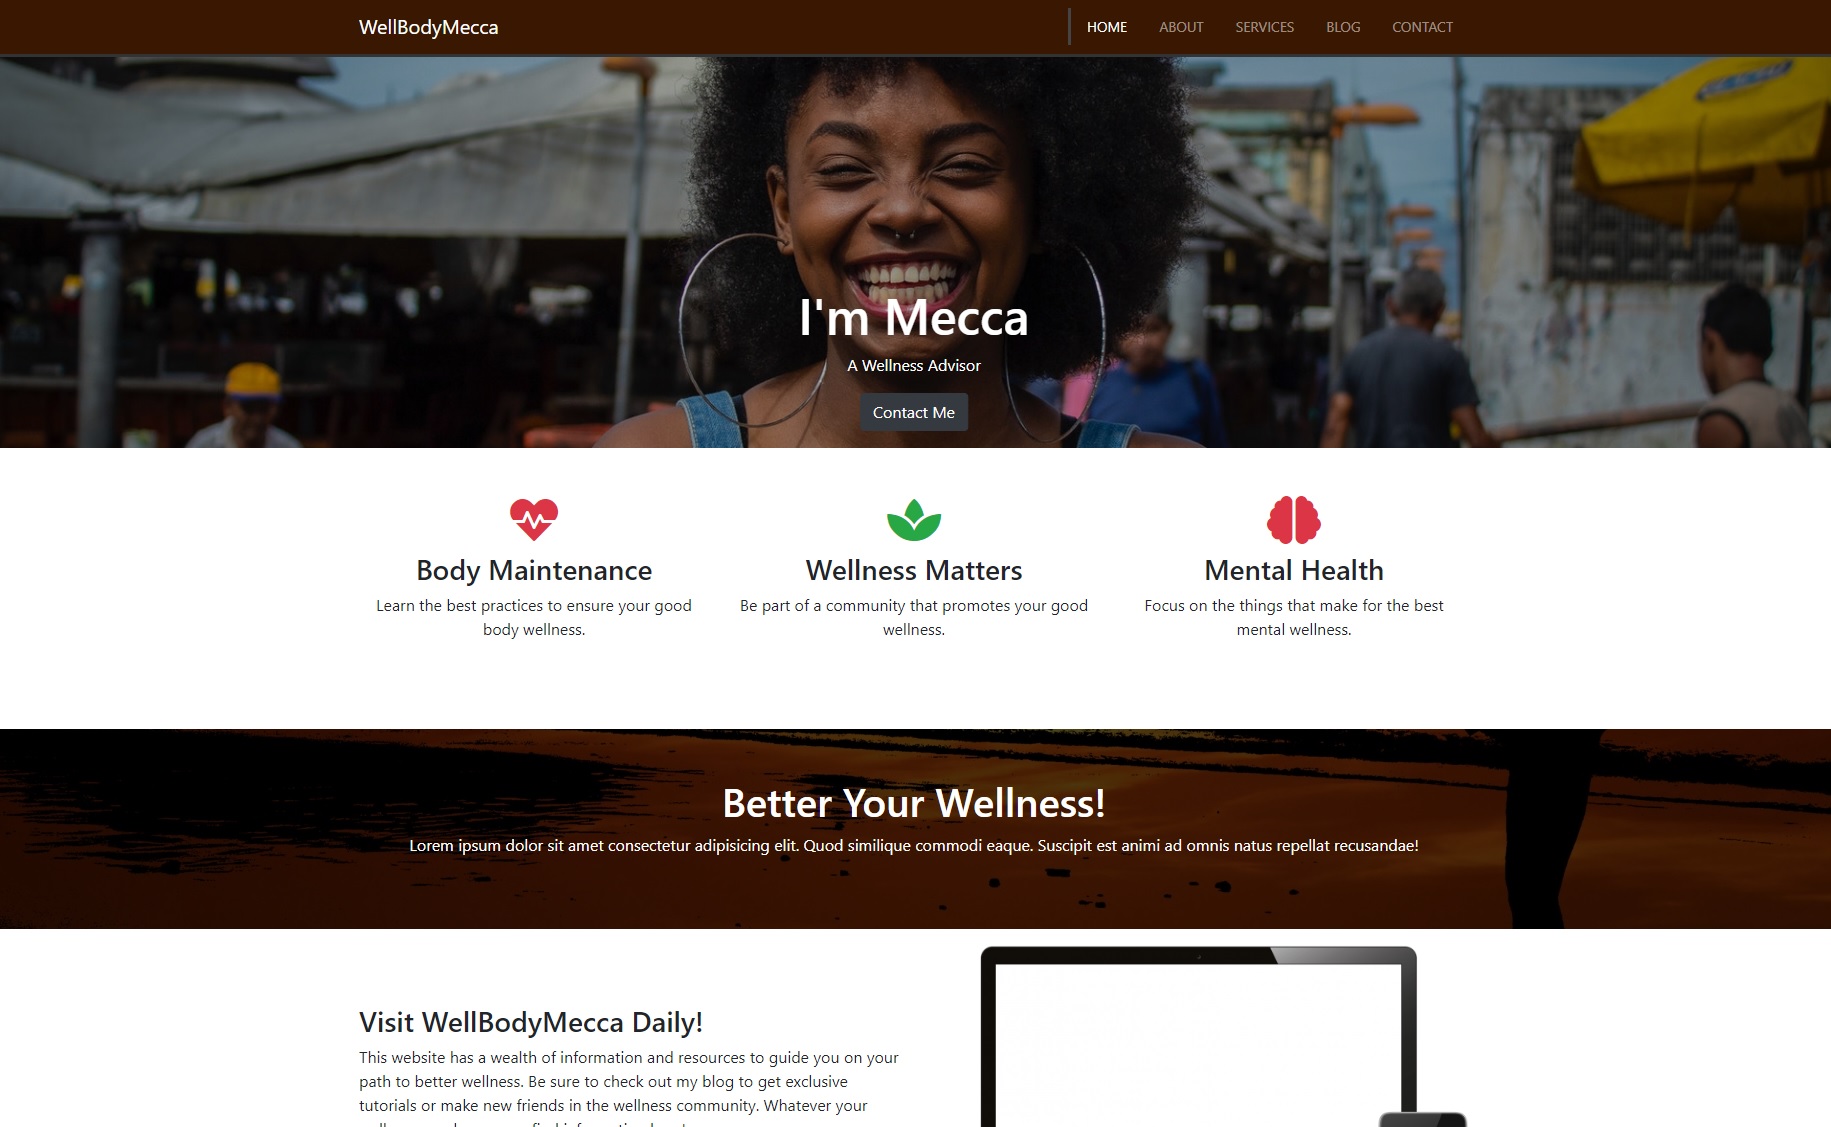 WellBodyMecca
HOME ABOUT SERVICES BLOG CONTACT
I'm Mecca
A Wellness Advisor
Contact Me
Body Maintenance
Learn the best practices to ensure your good
body wellness.
Wellness Matters
Be part of a community that promotes your good
wellness.
Mental Health
Focus on the things that make for the best
mental wellness.
Better Your Wellness!
Lorem ipsum dolor sit amet consectetur adipisicing elit. Quod similique commodi eaque. Suscipit est animi ad omnis natus repellat recusandae!
Visit WellBodyMecca Daily!
This website has a wealth of information and resources to guide you on your
path to better wellness. Be sure to check out my blog to get exclusive
tutorials or make new friends in the wellness community. Whatever your